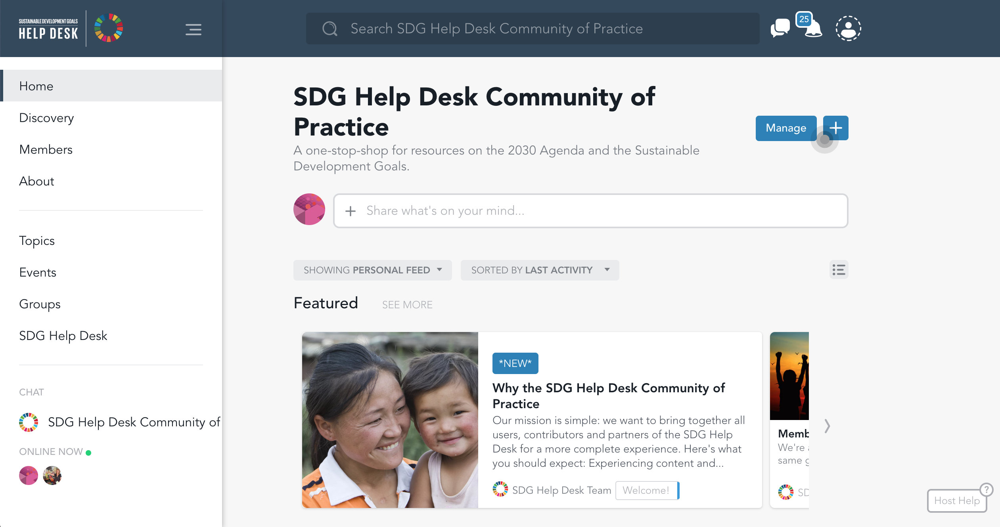 SUSTAINABLE DEVELOPMENT GOALS
HELP DESK
Search SDG Help Desk Community of Practice
25
Home
Discovery
Members
About
Topics
Events
Groups
SDG Help Desk
CHAT
SDG Help Desk Community of
ONLINE NOW
SDG Help Desk Community of
Practice
Manage
A one-stop-shop for resources on the 2030 Agenda and the Sustainable
Development Goals.
Share what's on your mind...
SHOWING PERSONAL FEED
SORTED BY LAST ACTIVITY
Featured
SEE MORE
*NEW*
Why the SDG Help Desk Community of
Practice
Our mission is simple: we want to bring together all
users, contributors and partners of the SDG Help
Desk for a more complete experience. Here's what
you should expect: Experiencing content and...
SDG Help Desk Team
Welcome!
Memb
We're
same
SD
Host Help
?